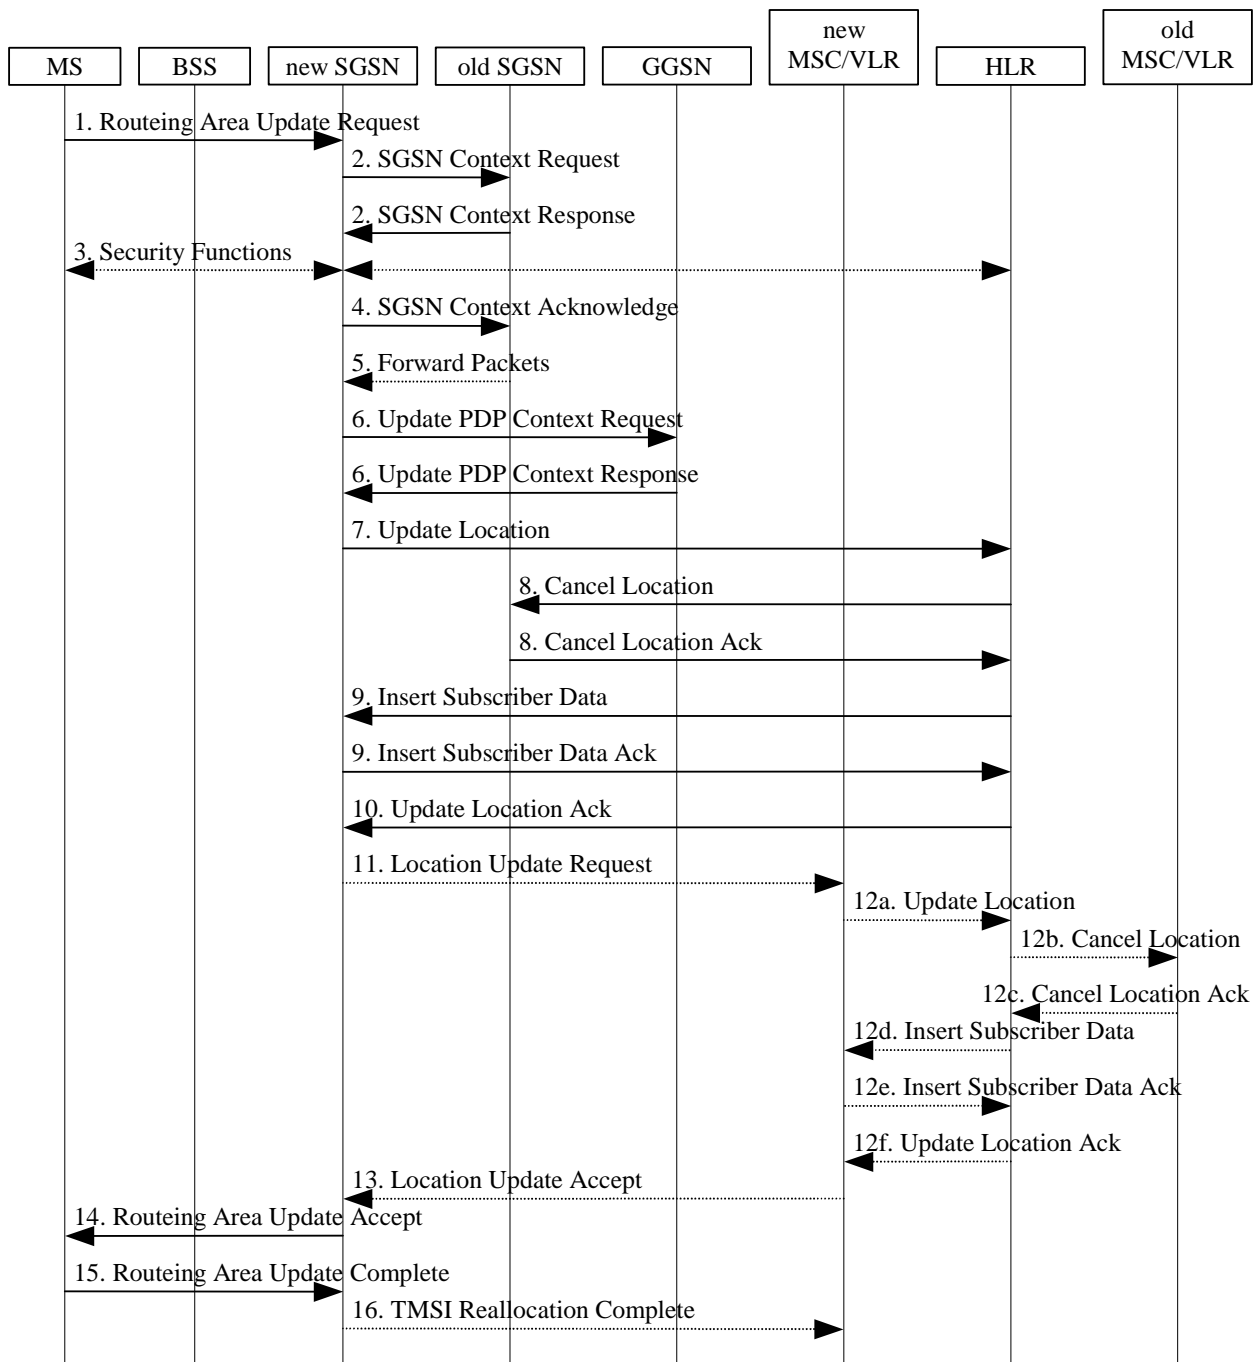 MS
BSS
new SGSN
old SGSN
GGSN
new
MSC/VLR
HLR
old
MSC/VLR
1. Routeing Area Update Request
2. SGSN Context Request
2. SGSN Context Response
3. Security Functions
4. SGSN Context Acknowledge
5. Forward Packets
6. Update PDP Context Request
6. Update PDP Context Response
7. Update Location
8. Cancel Location
8. Cancel Location Ack
9. Insert Subscriber Data
9. Insert Subscriber Data Ack
10. Update Location Ack
11. Location Update Request
12a. Update Location
12b. Cancel Location
12c. Cancel Location Ack
12d. Insert Subscriber Data
12e. Insert Subscriber Data Ack
12f. Update Location Ack
13. Location Update Accept
14. Routeing Area Update Accept
15. Routeing Area Update Complete
16. TMSI Reallocation Complete